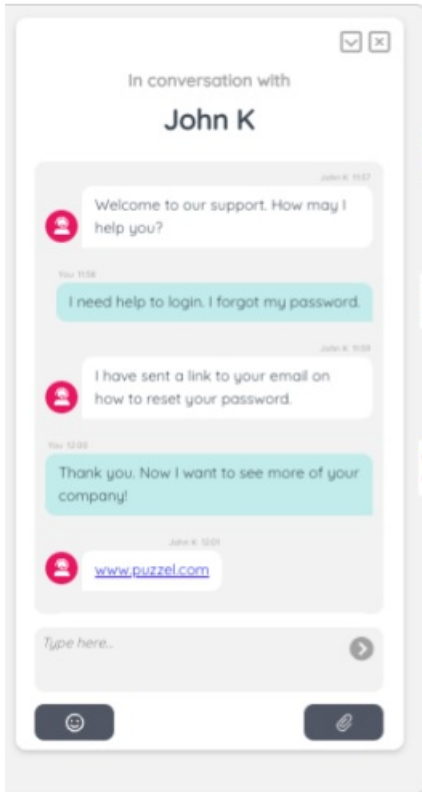 In conversation with
John K
John K 11:57
Welcome to our support. How may I
help you?
You 11:58
I need help to login. I forgot my password.
John K 11:59
I have sent a link to your email on
how to reset your password.
You 12:00
Thank you. Now I want to see more of your
company!
John K 12:01
www.puzzel.com
Type here...